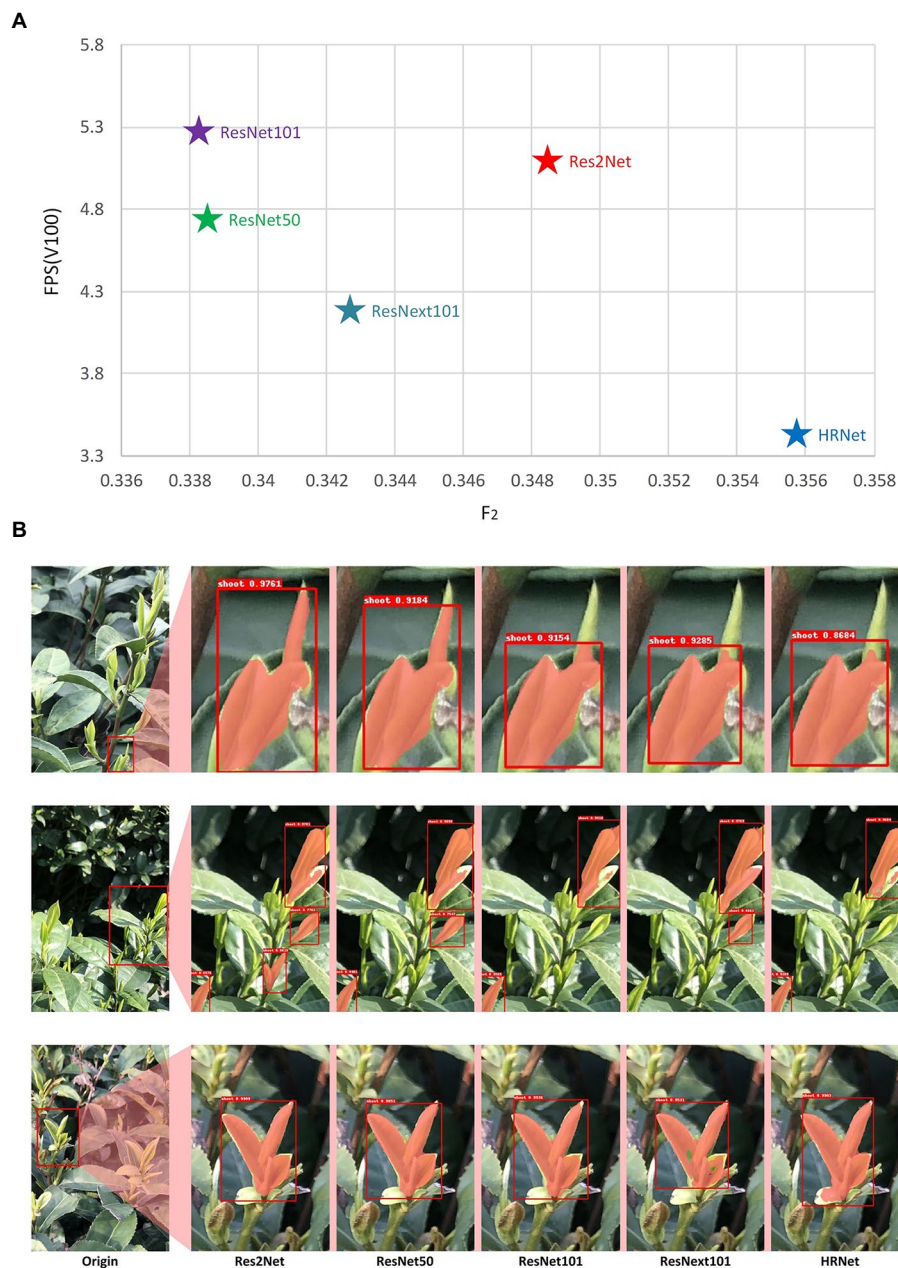 A
5.8
5.3
4.8
4.3
3.8
3.3
FPS(V100)
ResNet101
Res2Net
ResNet50
ResNext101
HRNet
0.336 0.338 0.34 0.342 0.344 0.346 0.348 0.35 0.352 0.354 0.356 0.358
F2
B
shoot 0.9761
shoot 0.9184
shoot 0.9154
shoot 0.9285
shoot 0.8684
Origin Res2Net ResNet50 ResNet101 ResNext101 HRNet